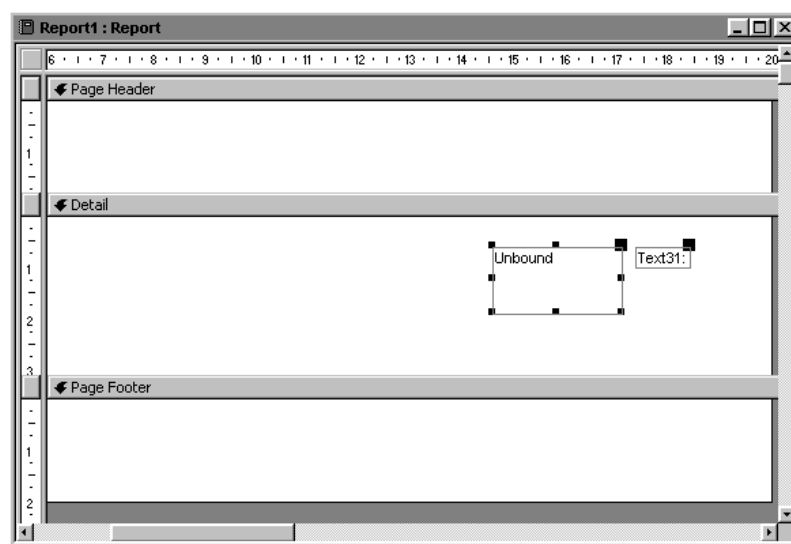 Report1 : Report
6 7 8 9 10 11 12 13 14 15 16 17 18 19 20
Page Header
1
Detail
Unbound Text31:
1
2
3
Page Footer
1
2